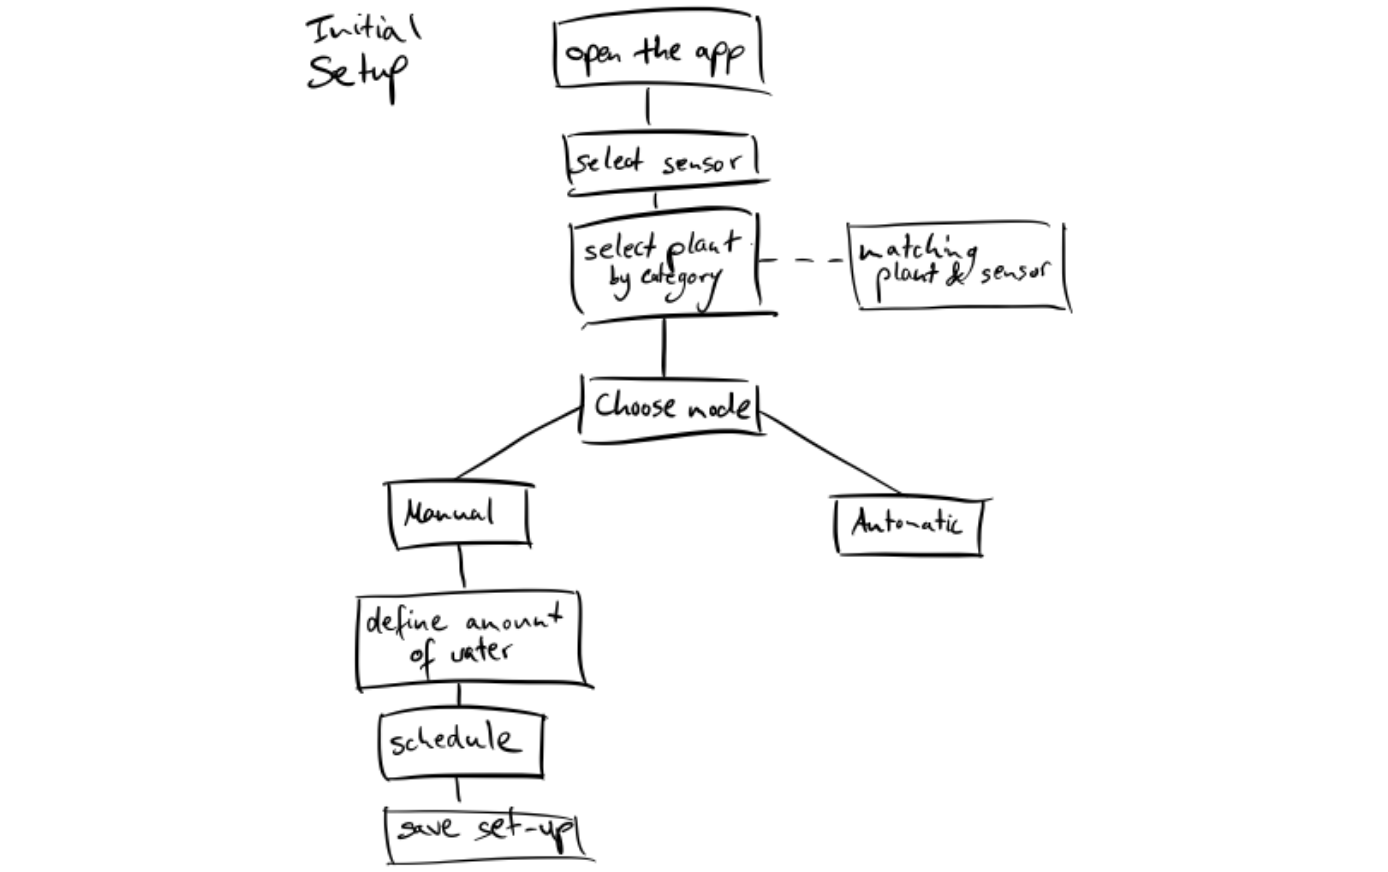 Initial
Setup
open the app
select sensor
select plant
by category
matching
plant & sensor
Choose mode
Manual
Automatic
define amount
of water
schedule
save set-up